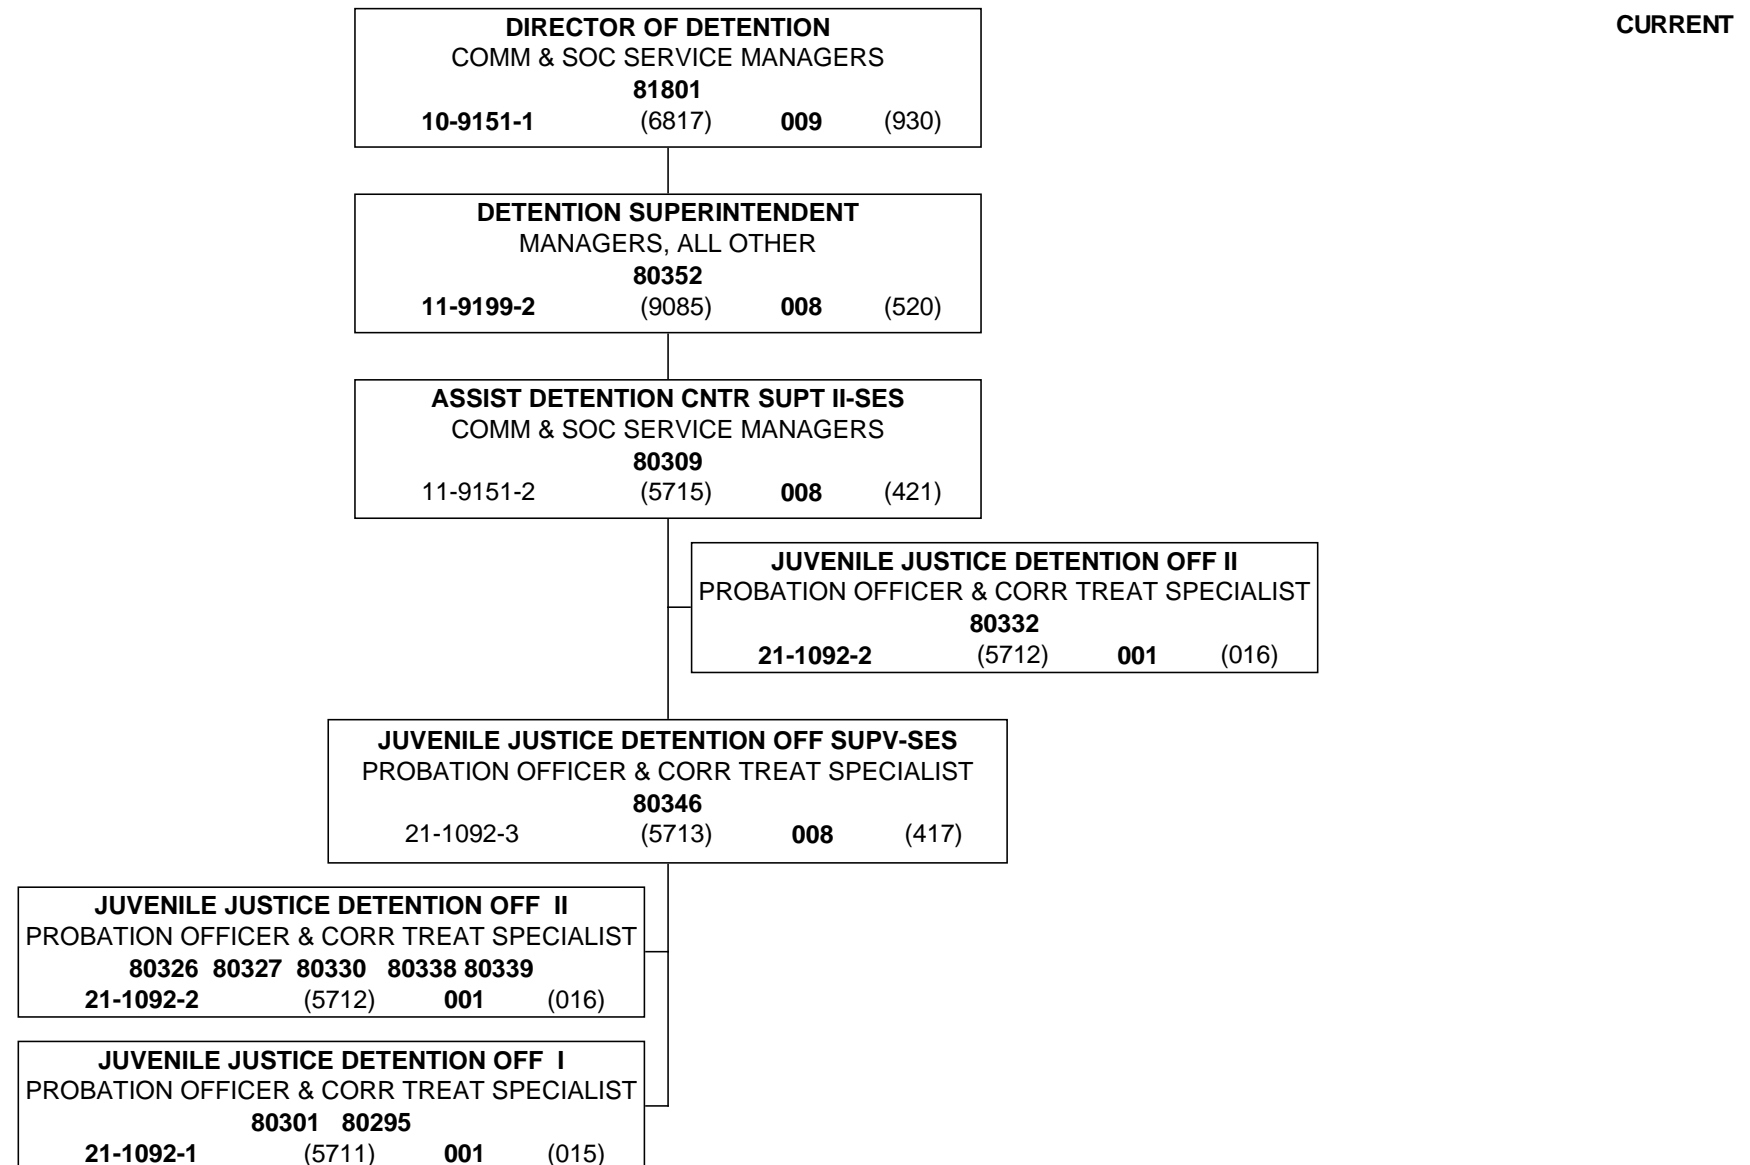 CURRENT
DIRECTOR OF DETENTION
COMM & SOC SERVICE MANAGERS
81801
10-9151-1 (6817) 009 (930)
DETENTION SUPERINTENDENT
MANAGERS, ALL OTHER
80352
11-9199-2 (9085) 008 (520)
ASSIST DETENTION CNTR SUPT II-SES
COMM & SOC SERVICE MANAGERS
80309
11-9151-2 (5715) 008 (421)
JUVENILE JUSTICE DETENTION OFF II
PROBATION OFFICER & CORR TREAT SPECIALIST
80332
21-1092-2 (5712) 001 (016)
JUVENILE JUSTICE DETENTION OFF SUPV-SES
PROBATION OFFICER & CORR TREAT SPECIALIST
80346
21-1092-3 (5713) 008 (417)
JUVENILE JUSTICE DETENTION OFF II
PROBATION OFFICER & CORR TREAT SPECIALIST
80326 80327 80330 80338 80339
21-1092-2 (5712) 001 (016)
JUVENILE JUSTICE DETENTION OFF I
PROBATION OFFICER & CORR TREAT SPECIALIST
80301 80295
21-1092-1 (5711) 001 (015)